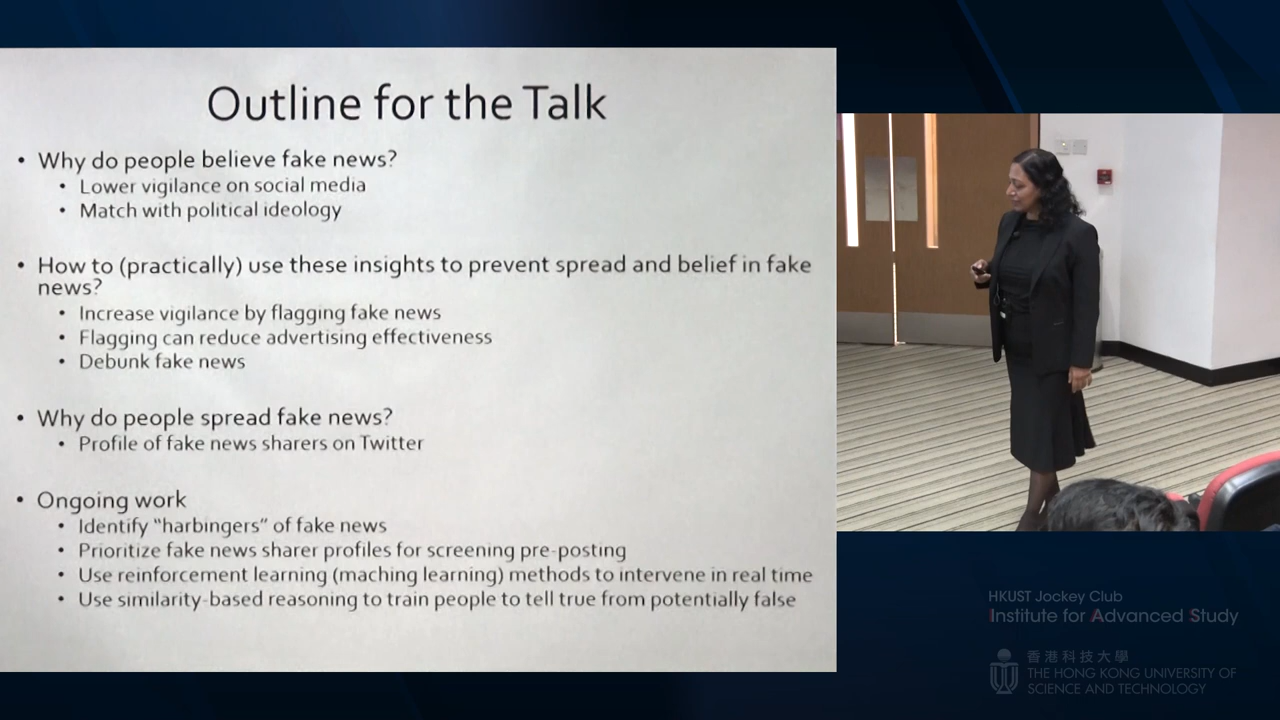 Outline for the Talk
• Why do people believe fake news?
• Lower vigilance on social media
• Match with political ideology
• How to (practically) use these insights to prevent spread and belief in fake
news?
• Increase vigilance by flagging fake news
• Flagging can reduce advertising effectiveness
• Debunk fake news
• Why do people spread fake news?
• Profile of fake news sharers on Twitter
• Ongoing work
• Identify “harbingers” of fake news
• Prioritize fake news sharer profiles for screening pre-posting
• Use reinforcement learning (maching learning) methods to intervene in real time
• Use similarity-based reasoning to train people to tell true from potentially false
HKUST Jockey Club
Institute for Advanced Study
香港科技大學
THE HONG KONG UNIVERSITY OF
SCIENCE AND TECHNOLOGY